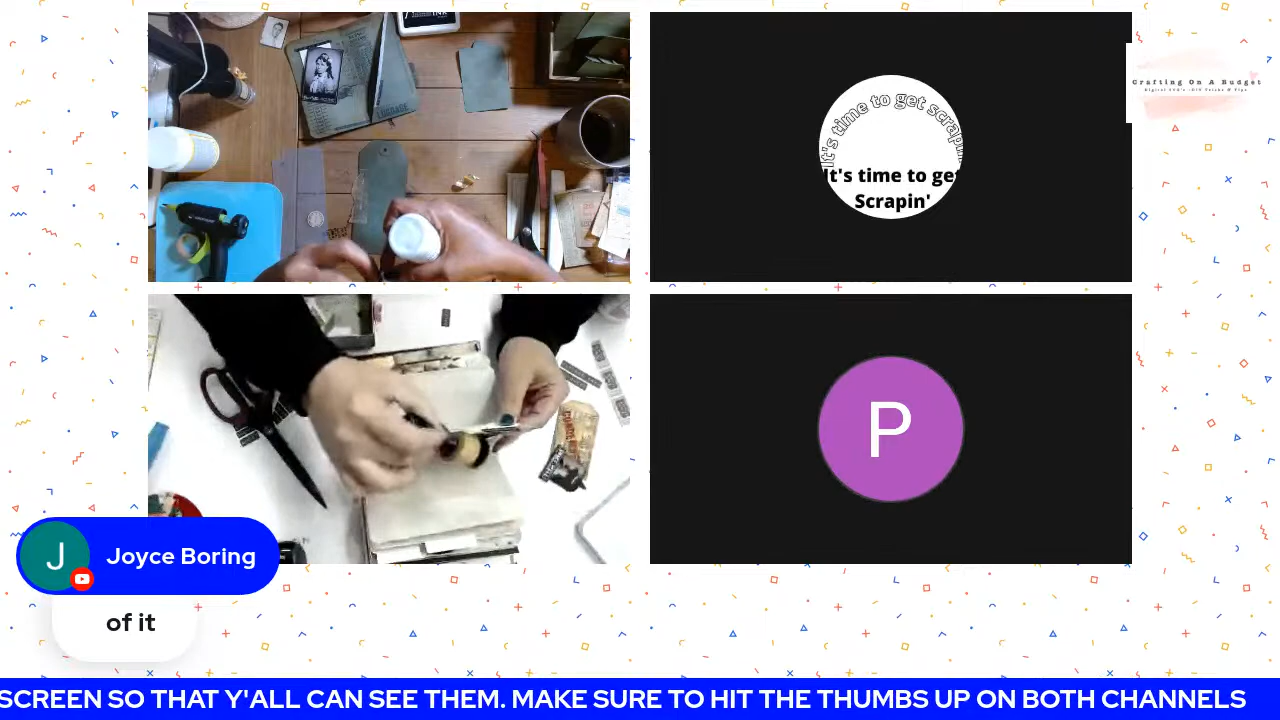 INK
Crafting On A Budget
It's time to get scrapin
It's time to get
Scrapin'
P
J
Joyce Boring
of it
SCREEN SO THAT Y'ALL CAN SEE THEM. MAKE SURE TO HIT THE THUMBS UP ON BOTH CHANNELS